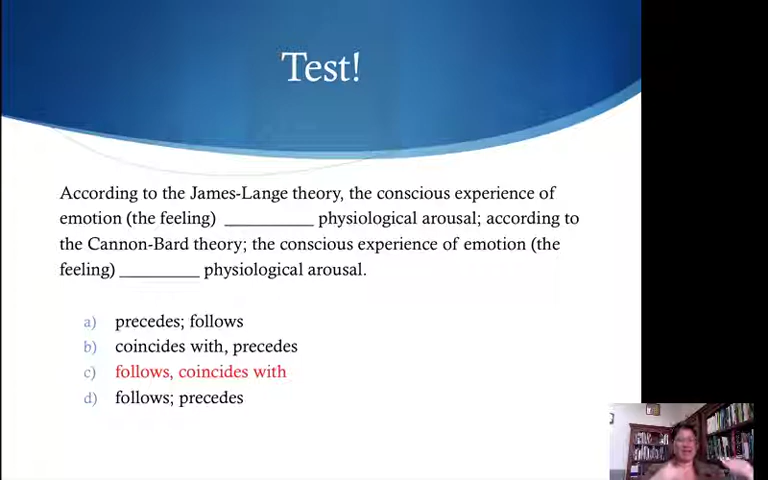 Test!
According to the James-Lange theory, the conscious experience of
emotion (the feeling) __________ physiological arousal; according to
the Cannon-Bard theory; the conscious experience of emotion (the
feeling) _________ physiological arousal.
a) precedes; follows
b) coincides with, precedes
c) follows, coincides with
d) follows; precedes